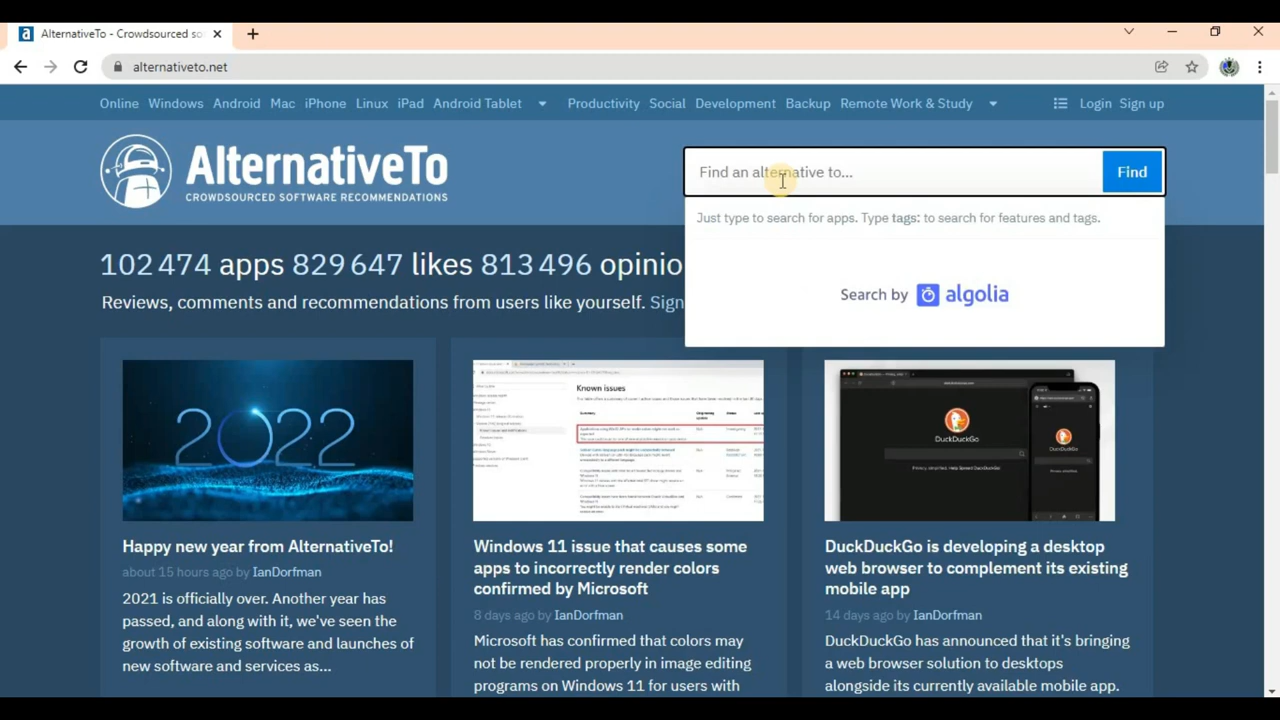 AlternativeTo - Crowdsourced so
alternativeto.net
Online Windows Android Mac iPhone Linux iPad Android Tablet Productivity Social Development Backup Remote Work & Study Login Sign up
AlternativeTo
CROWDSOURCED SOFTWARE RECOMMENDATIONS
Find an alternative to...
Find
Just type to search for apps. Type tags: to search for features and tags.
Search by algolia
102 474 apps 829 647 likes 813 496 opinio
Reviews, comments and recommendations from users like yourself. Sign
2022
Known issues
DuckDuckGo
DuckDuckGo
Happy new year from AlternativeTo!
about 15 hours ago by IanDorfman
2021 is officially over. Another year has
passed, and along with it, we've seen the
growth of existing software and launches of
new software and services as...
Windows 11 issue that causes some
apps to incorrectly render colors
confirmed by Microsoft
8 days ago by IanDorfman
Microsoft has confirmed that colors may
not be rendered properly in image editing
programs on Windows 11 for users with
DuckDuckGo is developing a desktop
web browser to complement its existing
mobile app
14 days ago by IanDorfman
DuckDuckGo has announced that it's bringing
a web browser solution to desktops
alongside its currently available mobile app.